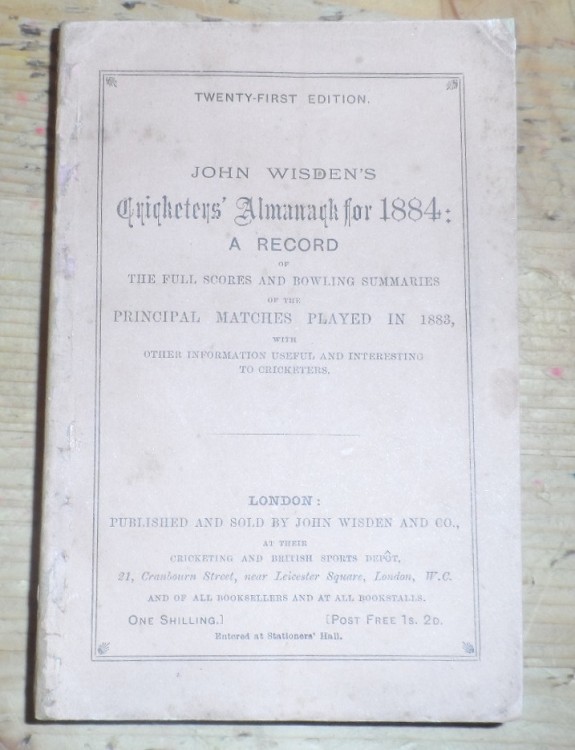 TWENTY-FIRST EDITION.
JOHN WISDEN'S
Cricketers' Almanack for 1884:
A RECORD
OF
THE FULL SCORES AND BOWLING SUMMARIES
OF THE
PRINCIPAL MATCHES PLAYED IN 1883,
WITH
OTHER INFORMATION USEFUL AND INTERESTING
TO CRICKETERS.
LONDON:
PUBLISHED AND SOLD BY JOHN WISDEN AND CO.,
AT THEIR
CRICKETING AND BRITISH SPORTS DEPÔT,
21, Cranbourn Street, near Leicester Square, London, W.C.
AND OF ALL BOOKSELLERS AND AT ALL BOOKSTALLS.
ONE SHILLING.] [POST FREE 1S. 2D.
Entered at Stationers' Hall.